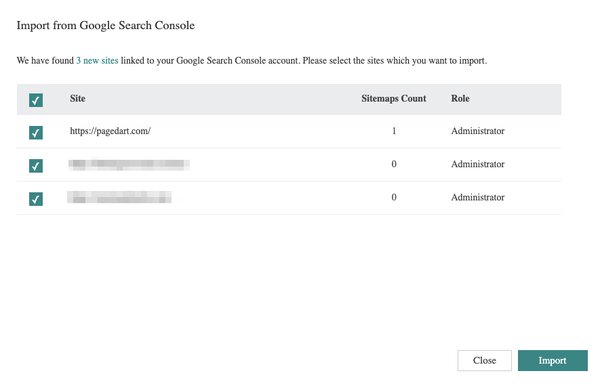 Import from Google Search Console
We have found 3 new sites linked to your Google Search Console account. Please select the sites which you want to import.
Site Sitemaps Count Role
https://pagedart.com/ 1 Administrator
0 Administrator
0 Administrator
Close Import